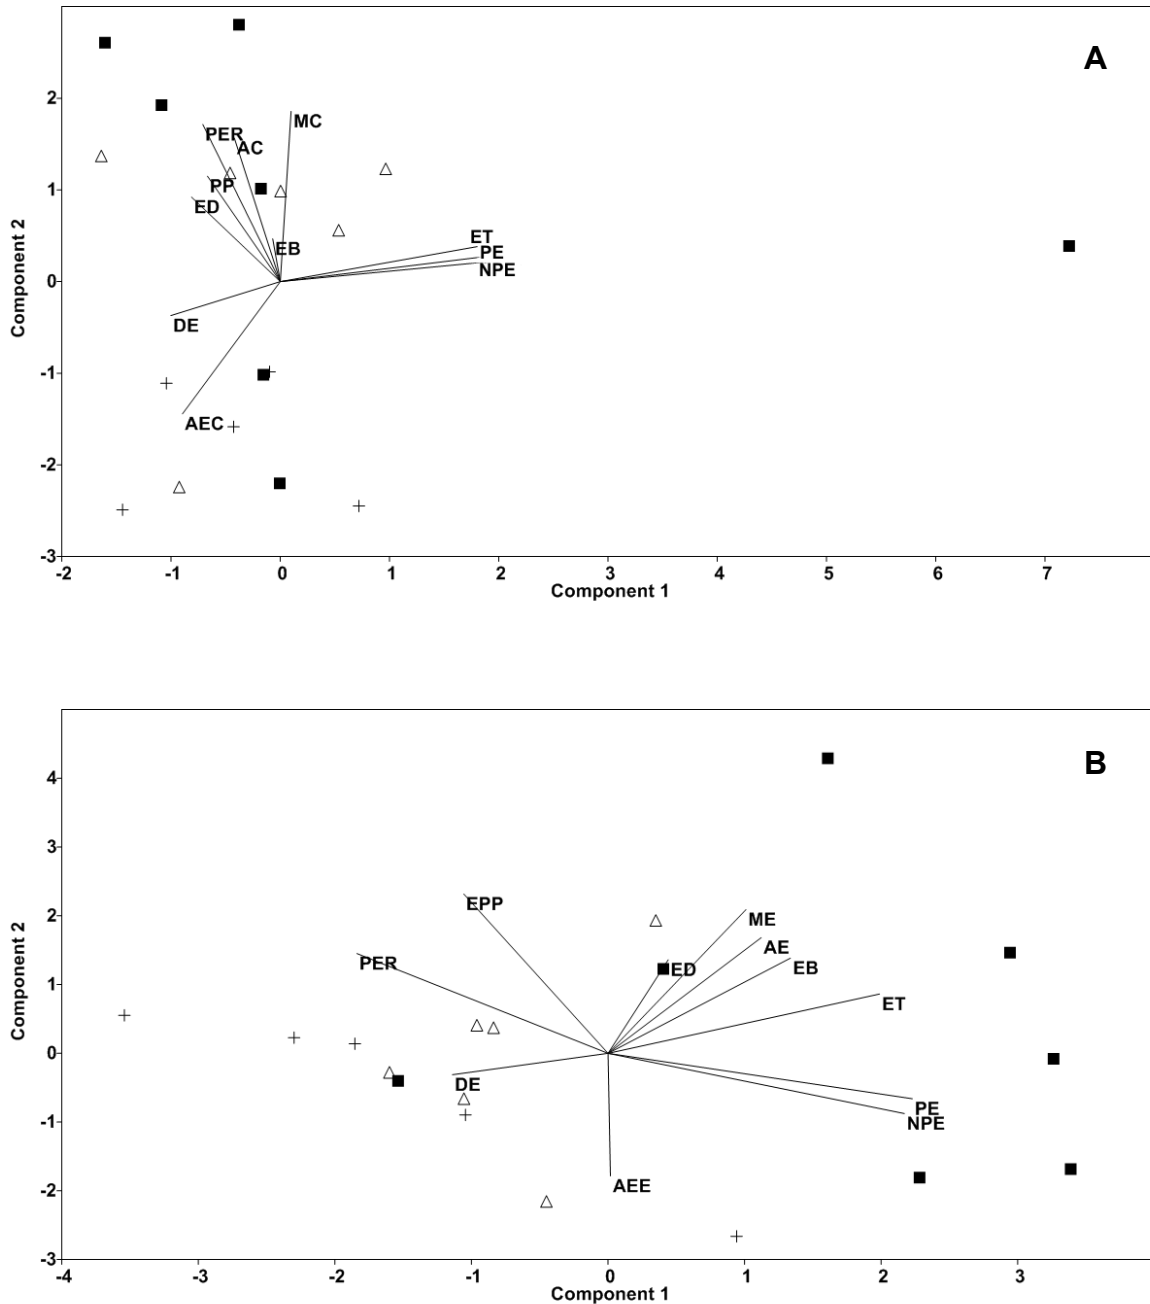 A
2
1
0
-1
-2
-3
Component 2
PER
AC
MC
PP
ED
EB
ET
PE
NPE
DE
AEC
-2 -1 0 1 2 3 4 5 6 7
Component 1
B
4
3
2
1
0
-1
-2
-3
Component 2
EPP
PER
ME
AE
ED
EB
ET
DE
PE
NPE
AEE
-4 -3 -2 -1 0 1 2 3
Component 1